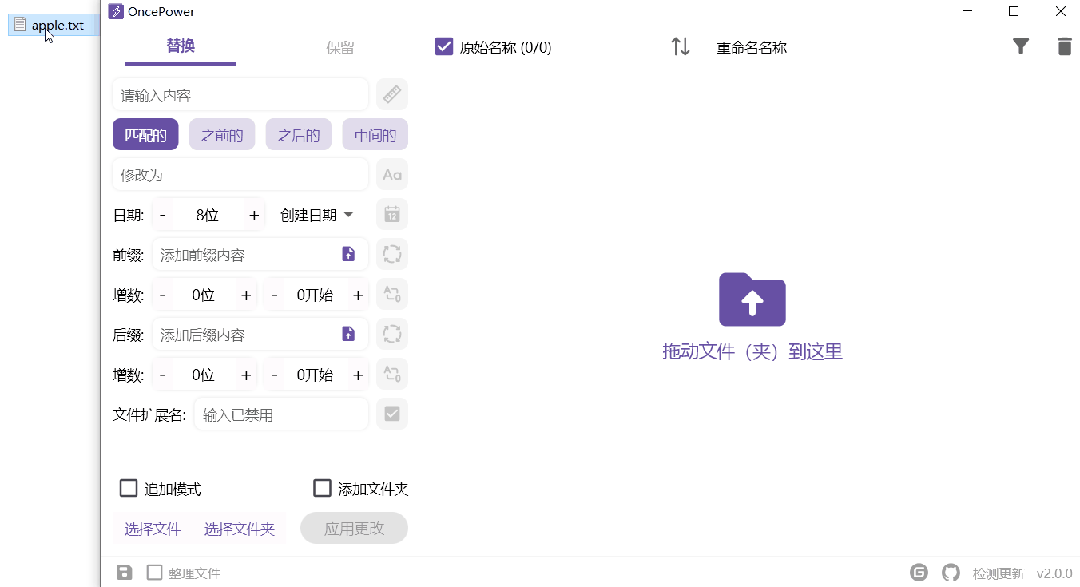 apple.txt
OncePower
替换 保留
原始名称 (0/0) 重命名名称
请输入内容
匹配的 之前的 之后的 中间的
修改为 Aa
日期: - 8位 + 创建日期 12
前缀: 添加前缀内容
增数: - 0位 + - 0开始 +
后缀: 添加后缀内容
增数: - 0位 + - 0开始 +
文件扩展名: 输入已禁用
拖动文件（夹）到这里
追加模式 添加文件夹
选择文件 选择文件夹 应用更改
整理文件 检测更新 v2.0.0